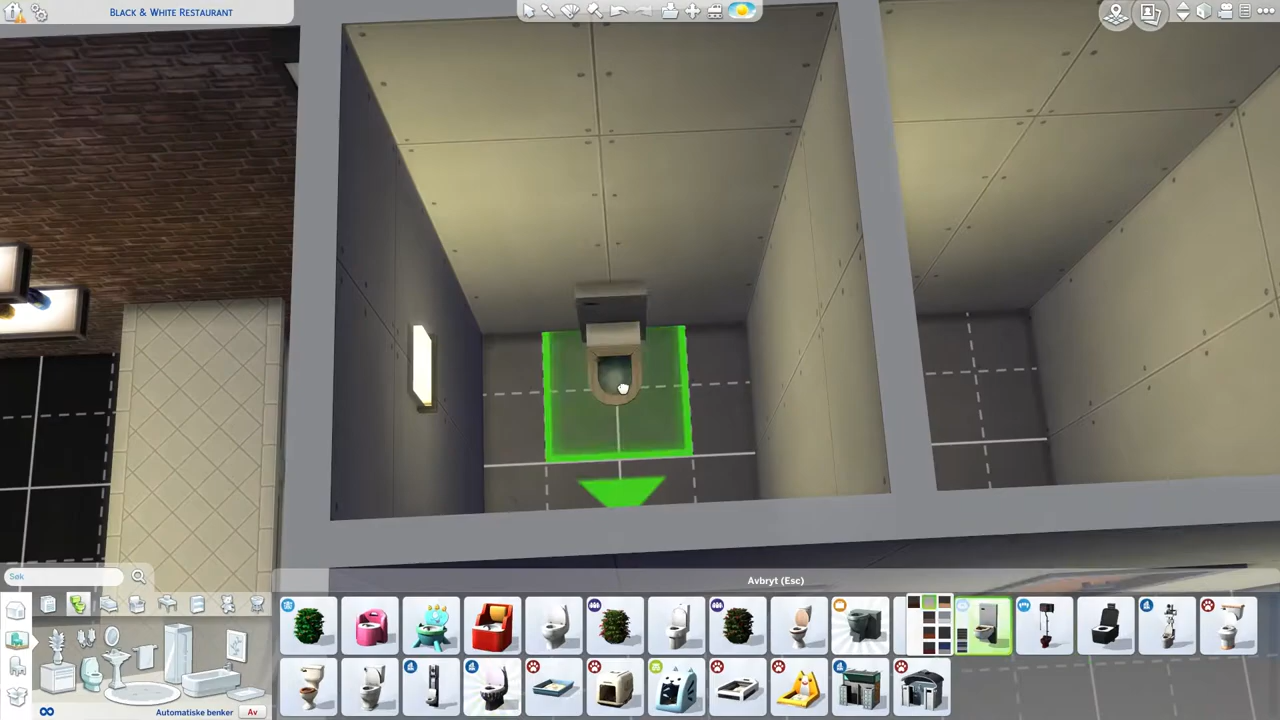 BLACK & WHITE RESTAURANT
Avbryt (Esc)
Søk
Automatiske benker
Av